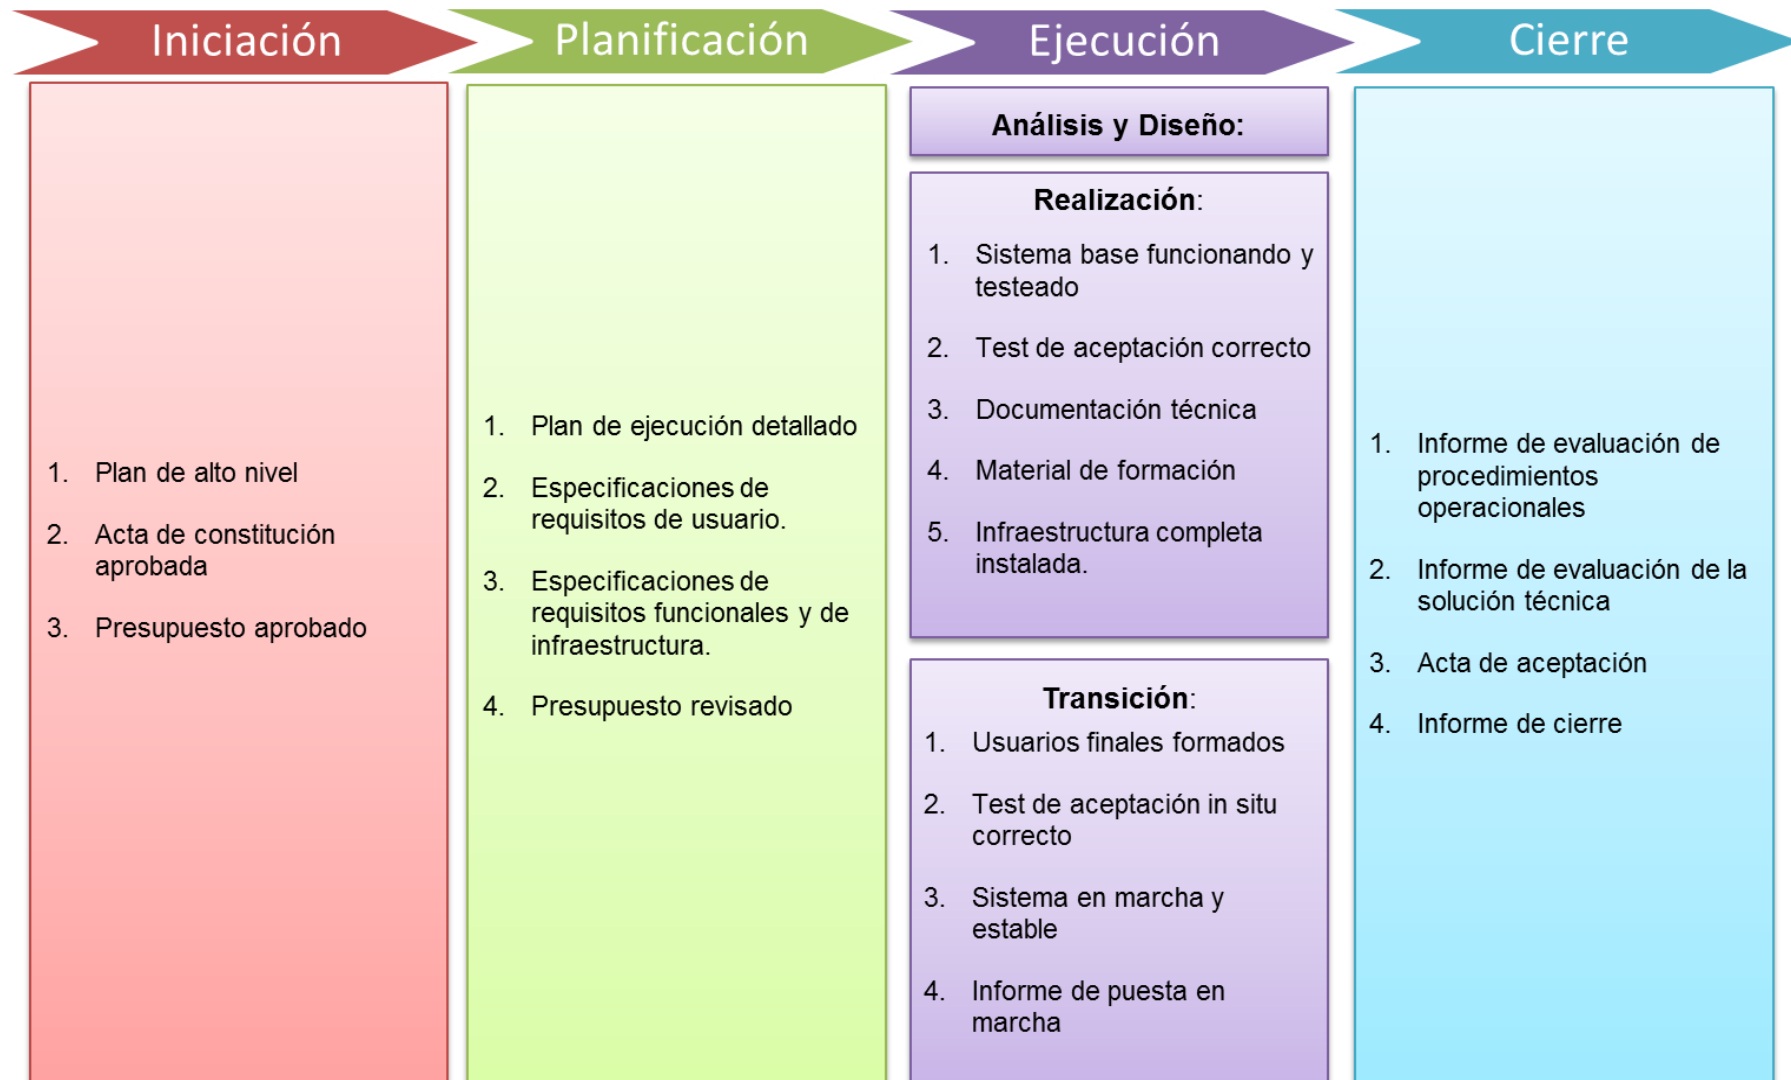 Iniciación
Planificación
Ejecución
Cierre
1. Plan de alto nivel
2. Acta de constitución
aprobada
3. Presupuesto aprobado
1. Plan de ejecución detallado
2. Especificaciones de
requisitos de usuario.
3. Especificaciones de
requisitos funcionales y de
infraestructura.
4. Presupuesto revisado
Análisis y Diseño:
Realización:
1. Sistema base funcionando y
testeado
2. Test de aceptación correcto
3. Documentación técnica
4. Material de formación
5. Infraestructura completa
instalada.
Transición:
1. Usuarios finales formados
2. Test de aceptación in situ
correcto
3. Sistema en marcha y
estable
4. Informe de puesta en
marcha
1. Informe de evaluación de
procedimientos
operacionales
2. Informe de evaluación de la
solución técnica
3. Acta de aceptación
4. Informe de cierre